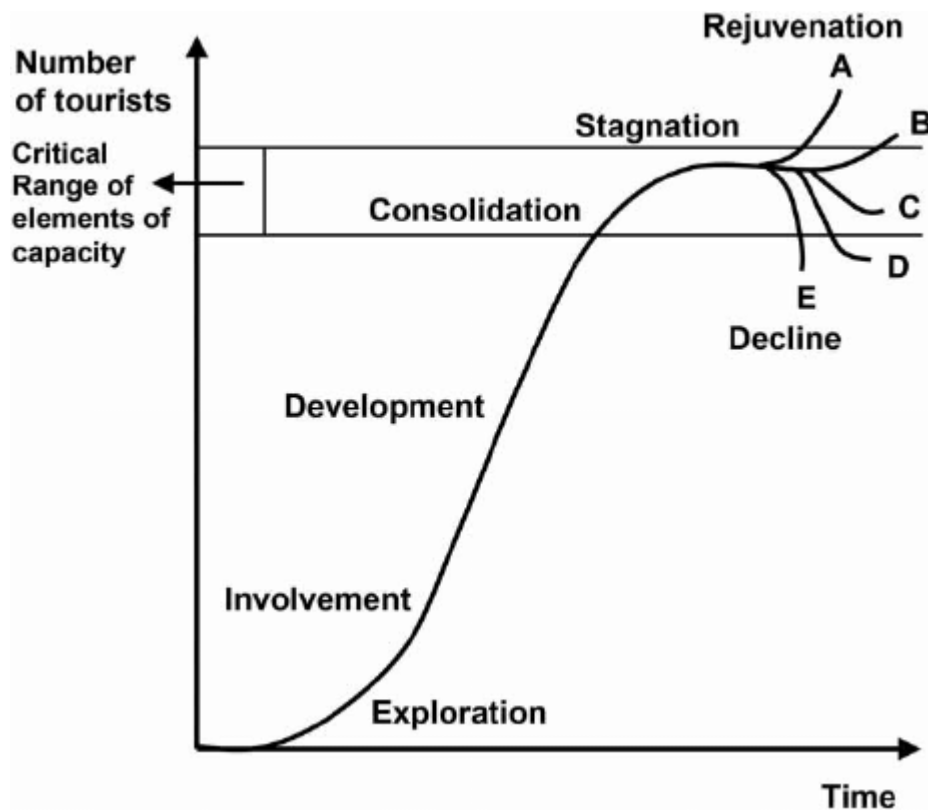 Rejuvenation
A
Number
of tourists
B
Stagnation
Critical
Range of
elements of
capacity
Consolidation
C
D
E
Decline
Development
Involvement
Exploration
Time